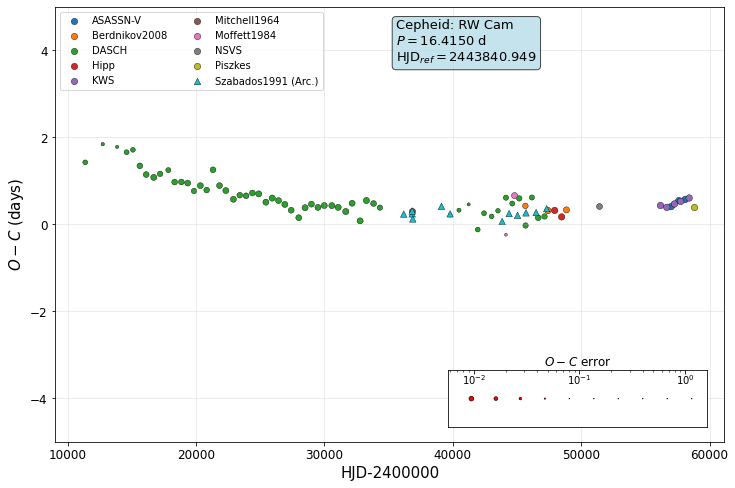 ASASSN-V
Berdnikov2008
DASCH
Hipp
KWS
Mitchell1964
Moffett1984
NSVS
Piszkes
Szabados1991 (Arc.)
Cepheid: RW Cam
P = 16.4150 d
HJD_ref = 2443840.949
4
2
0
−2
−4
O − C (days)
O − C error
10^−2 10^−1 10^0
10000 20000 30000 40000 50000 60000
HJD-2400000